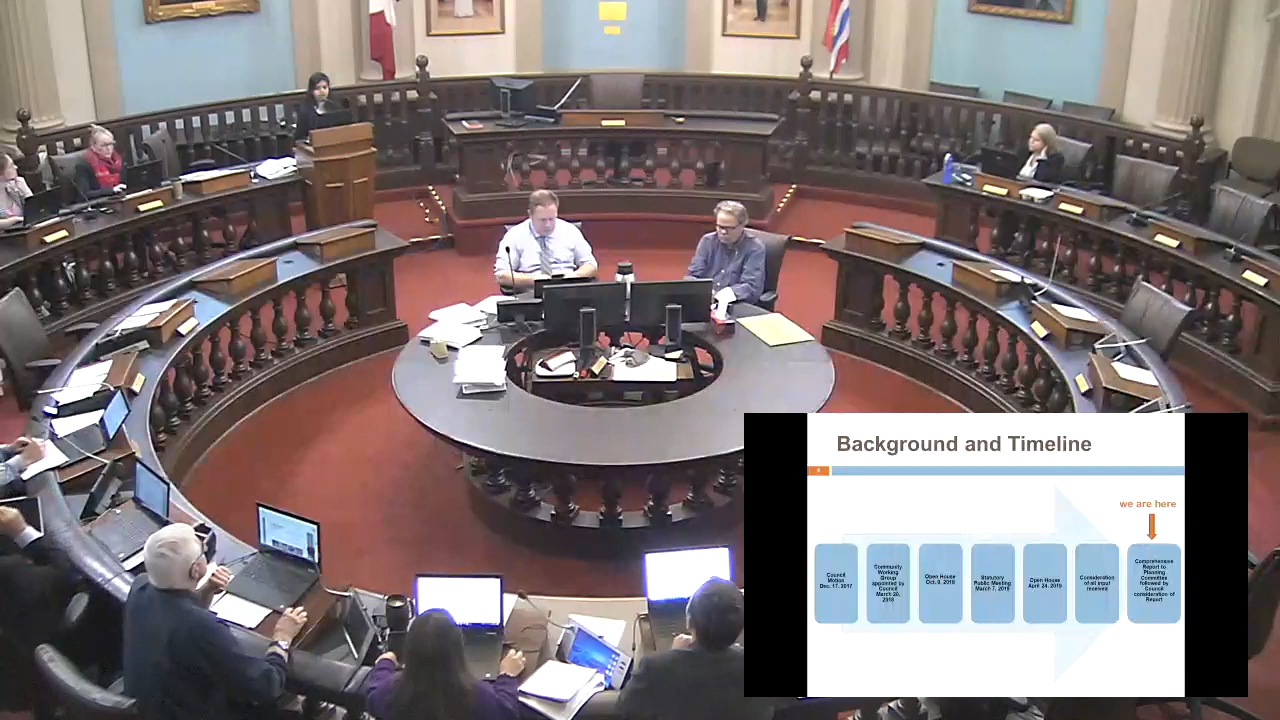 Background and Timeline
we are here
Council
Motion
Dec. 17, 2017
Community
Working
Group
appointed by
Council
March 20,
2018
Open House
Oct. 9, 2018
Statutory
Public Meeting
March 7, 2019
Open House
April 24, 2019
Consideration
of all input
received
Comprehensive
Report to
Planning
Committee
followed by
Council
consideration of
Report